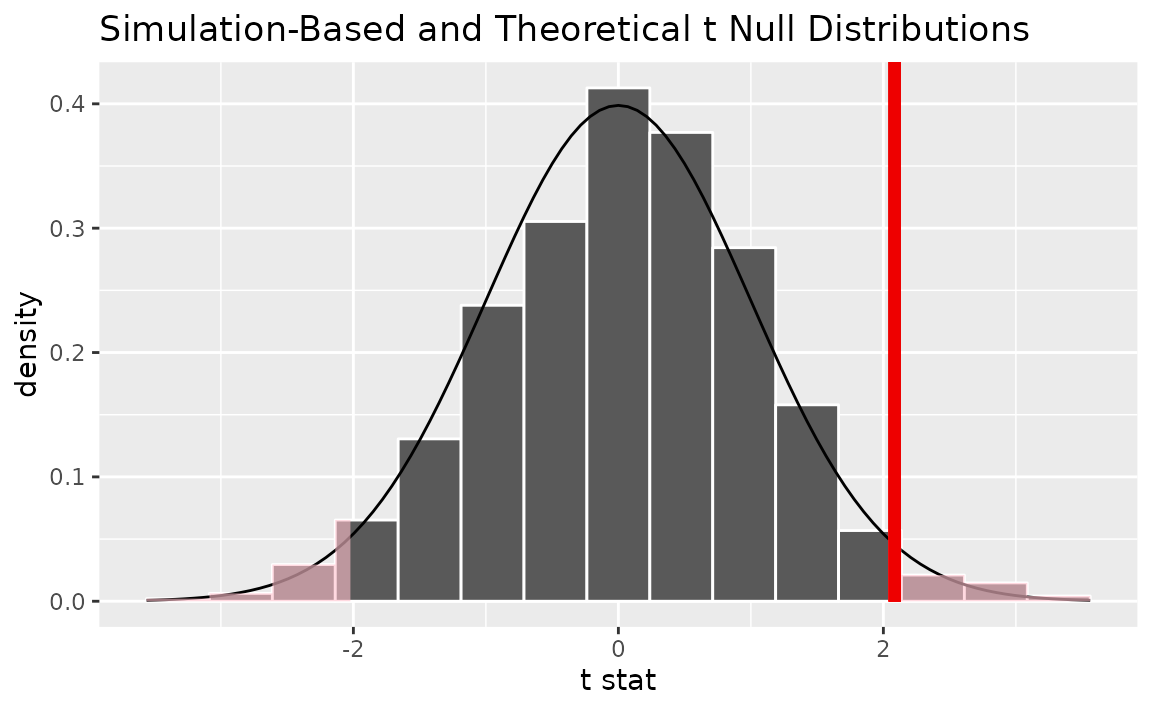 Simulation-Based and Theoretical t Null Distributions
density
0.4
0.3
0.2
0.1
0.0
-2 0 2
t stat